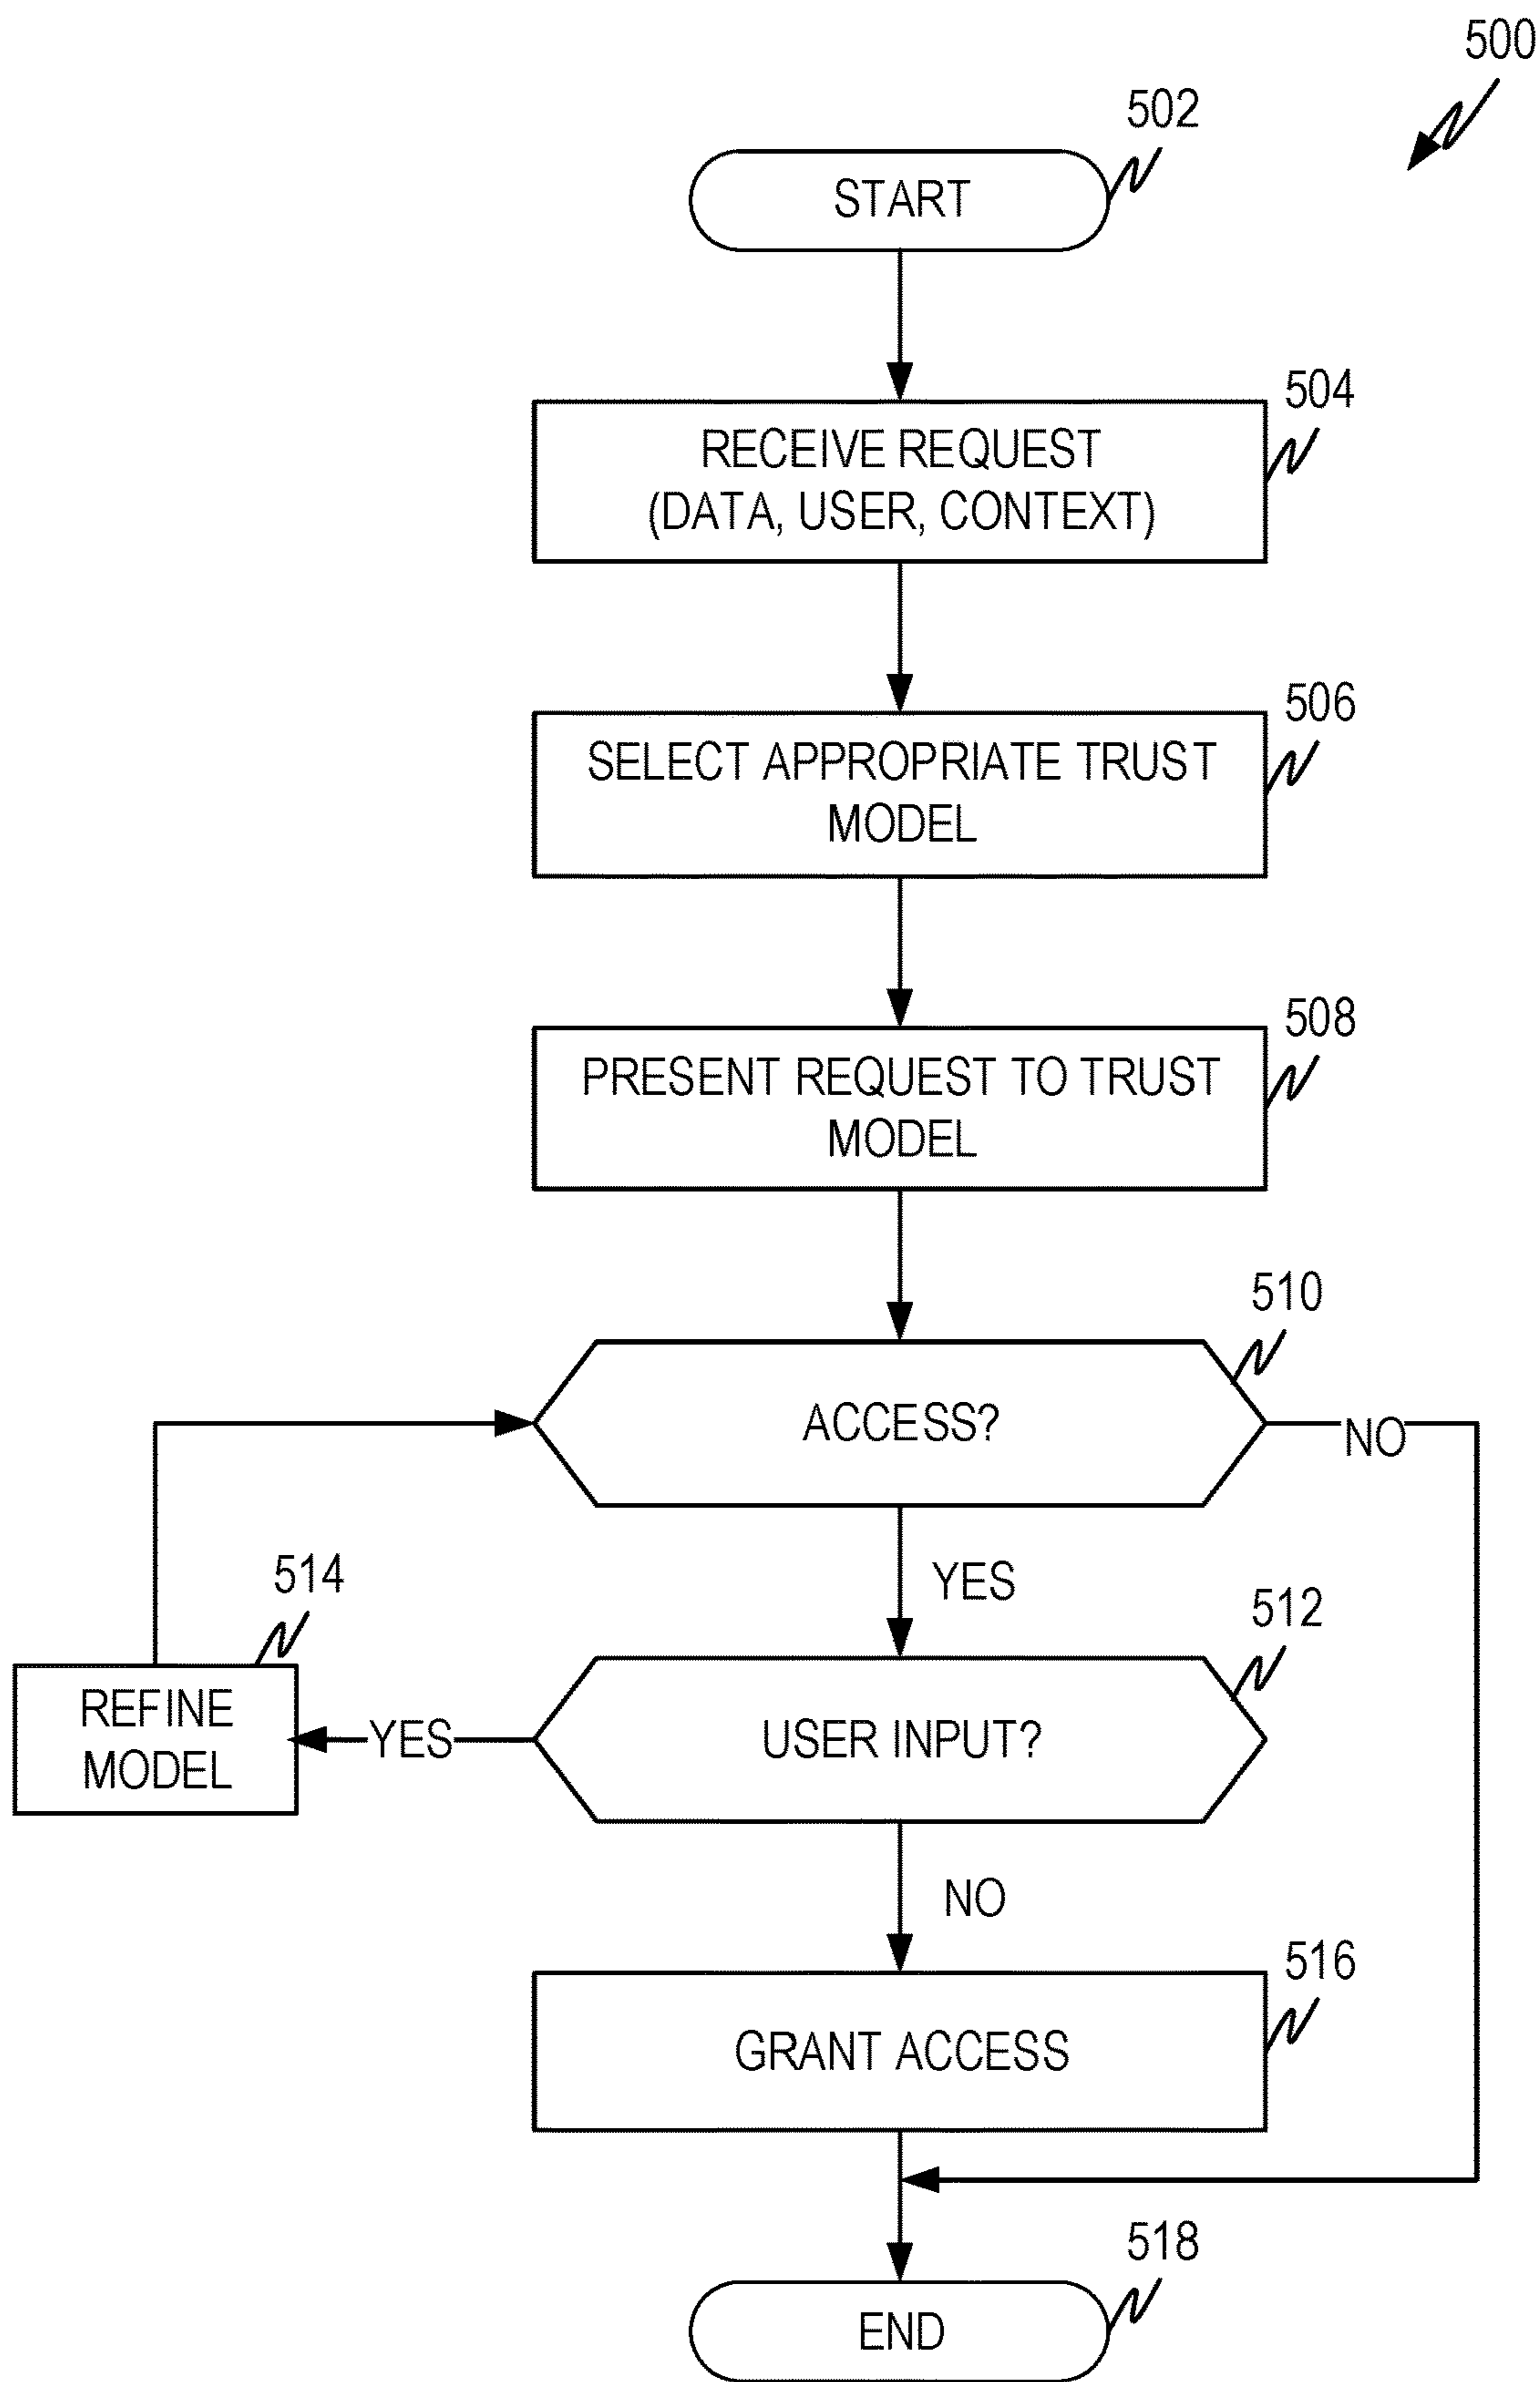 500
502
START
504
RECEIVE REQUEST
(DATA, USER, CONTEXT)
506
SELECT APPROPRIATE TRUST
MODEL
508
PRESENT REQUEST TO TRUST
MODEL
510
ACCESS?
NO
YES
512
514
USER INPUT?
YES
REFINE
MODEL
NO
516
GRANT ACCESS
518
END